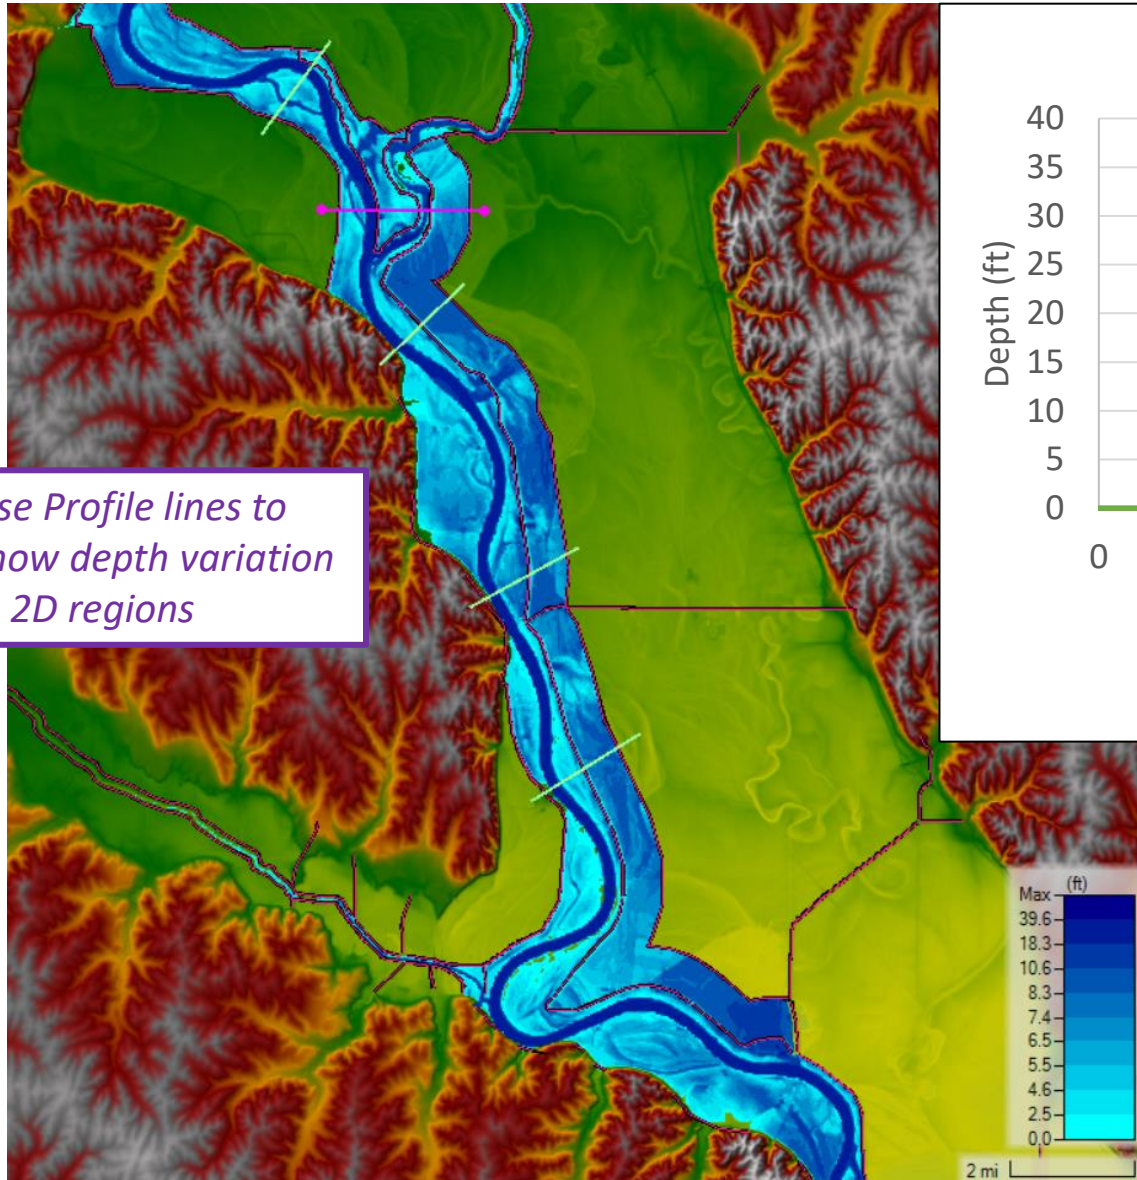 40
35
30
25
20
15
10
5
0
Depth (ft)
0
se Profile lines to
how depth variation
2D regions
(ft)
Max
39.6
18.3
10.6
8.3
7.4
6.5
5.5
4.6
2.5
0.0
2 mi